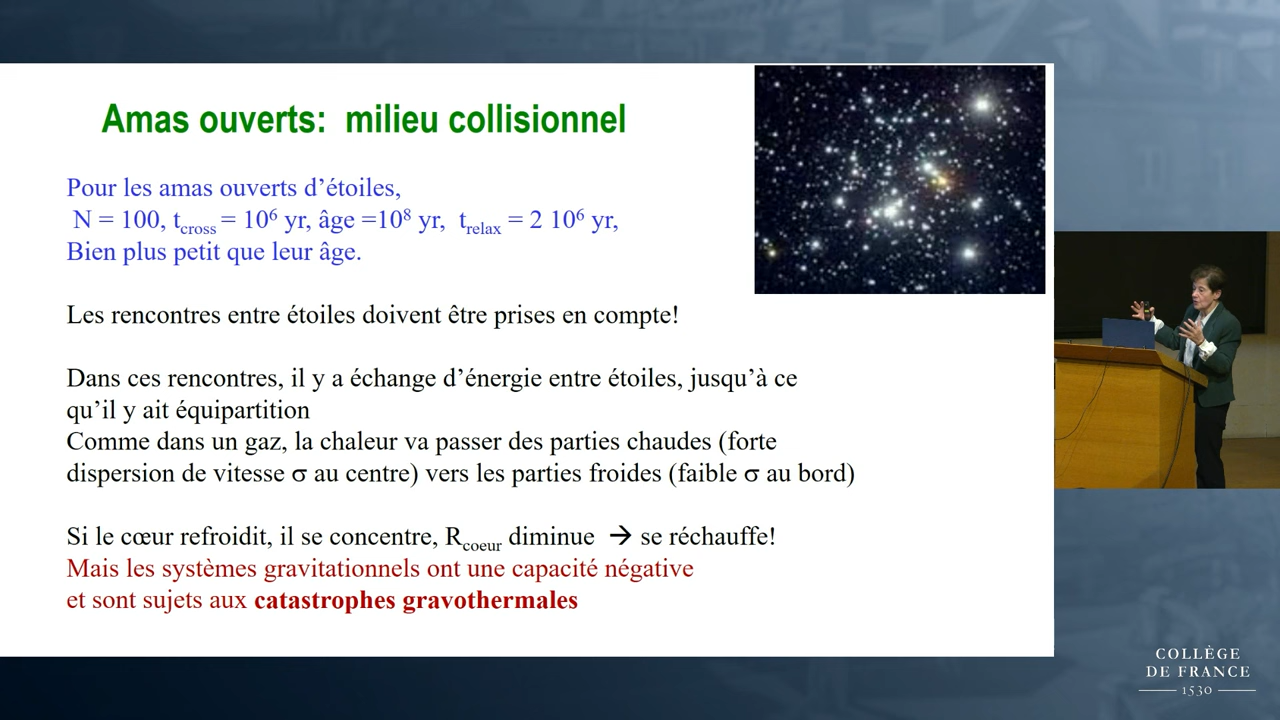 Amas ouverts: milieu collisionnel
Pour les amas ouverts d’étoiles,
N = 100, tcross = 10⁶ yr, âge =10⁸ yr, trelax = 2 10⁶ yr,
Bien plus petit que leur âge.
Les rencontres entre étoiles doivent être prises en compte!
Dans ces rencontres, il y a échange d’énergie entre étoiles, jusqu’à ce
qu’il y ait équipartition
Comme dans un gaz, la chaleur va passer des parties chaudes (forte
dispersion de vitesse σ au centre) vers les parties froides (faible σ au bord)
Si le cœur refroidit, il se concentre, Rcoeur diminue → se réchauffe!
Mais les systèmes gravitationnels ont une capacité négative
et sont sujets aux catastrophes gravothermales
COLLÈGE
DE FRANCE
1530